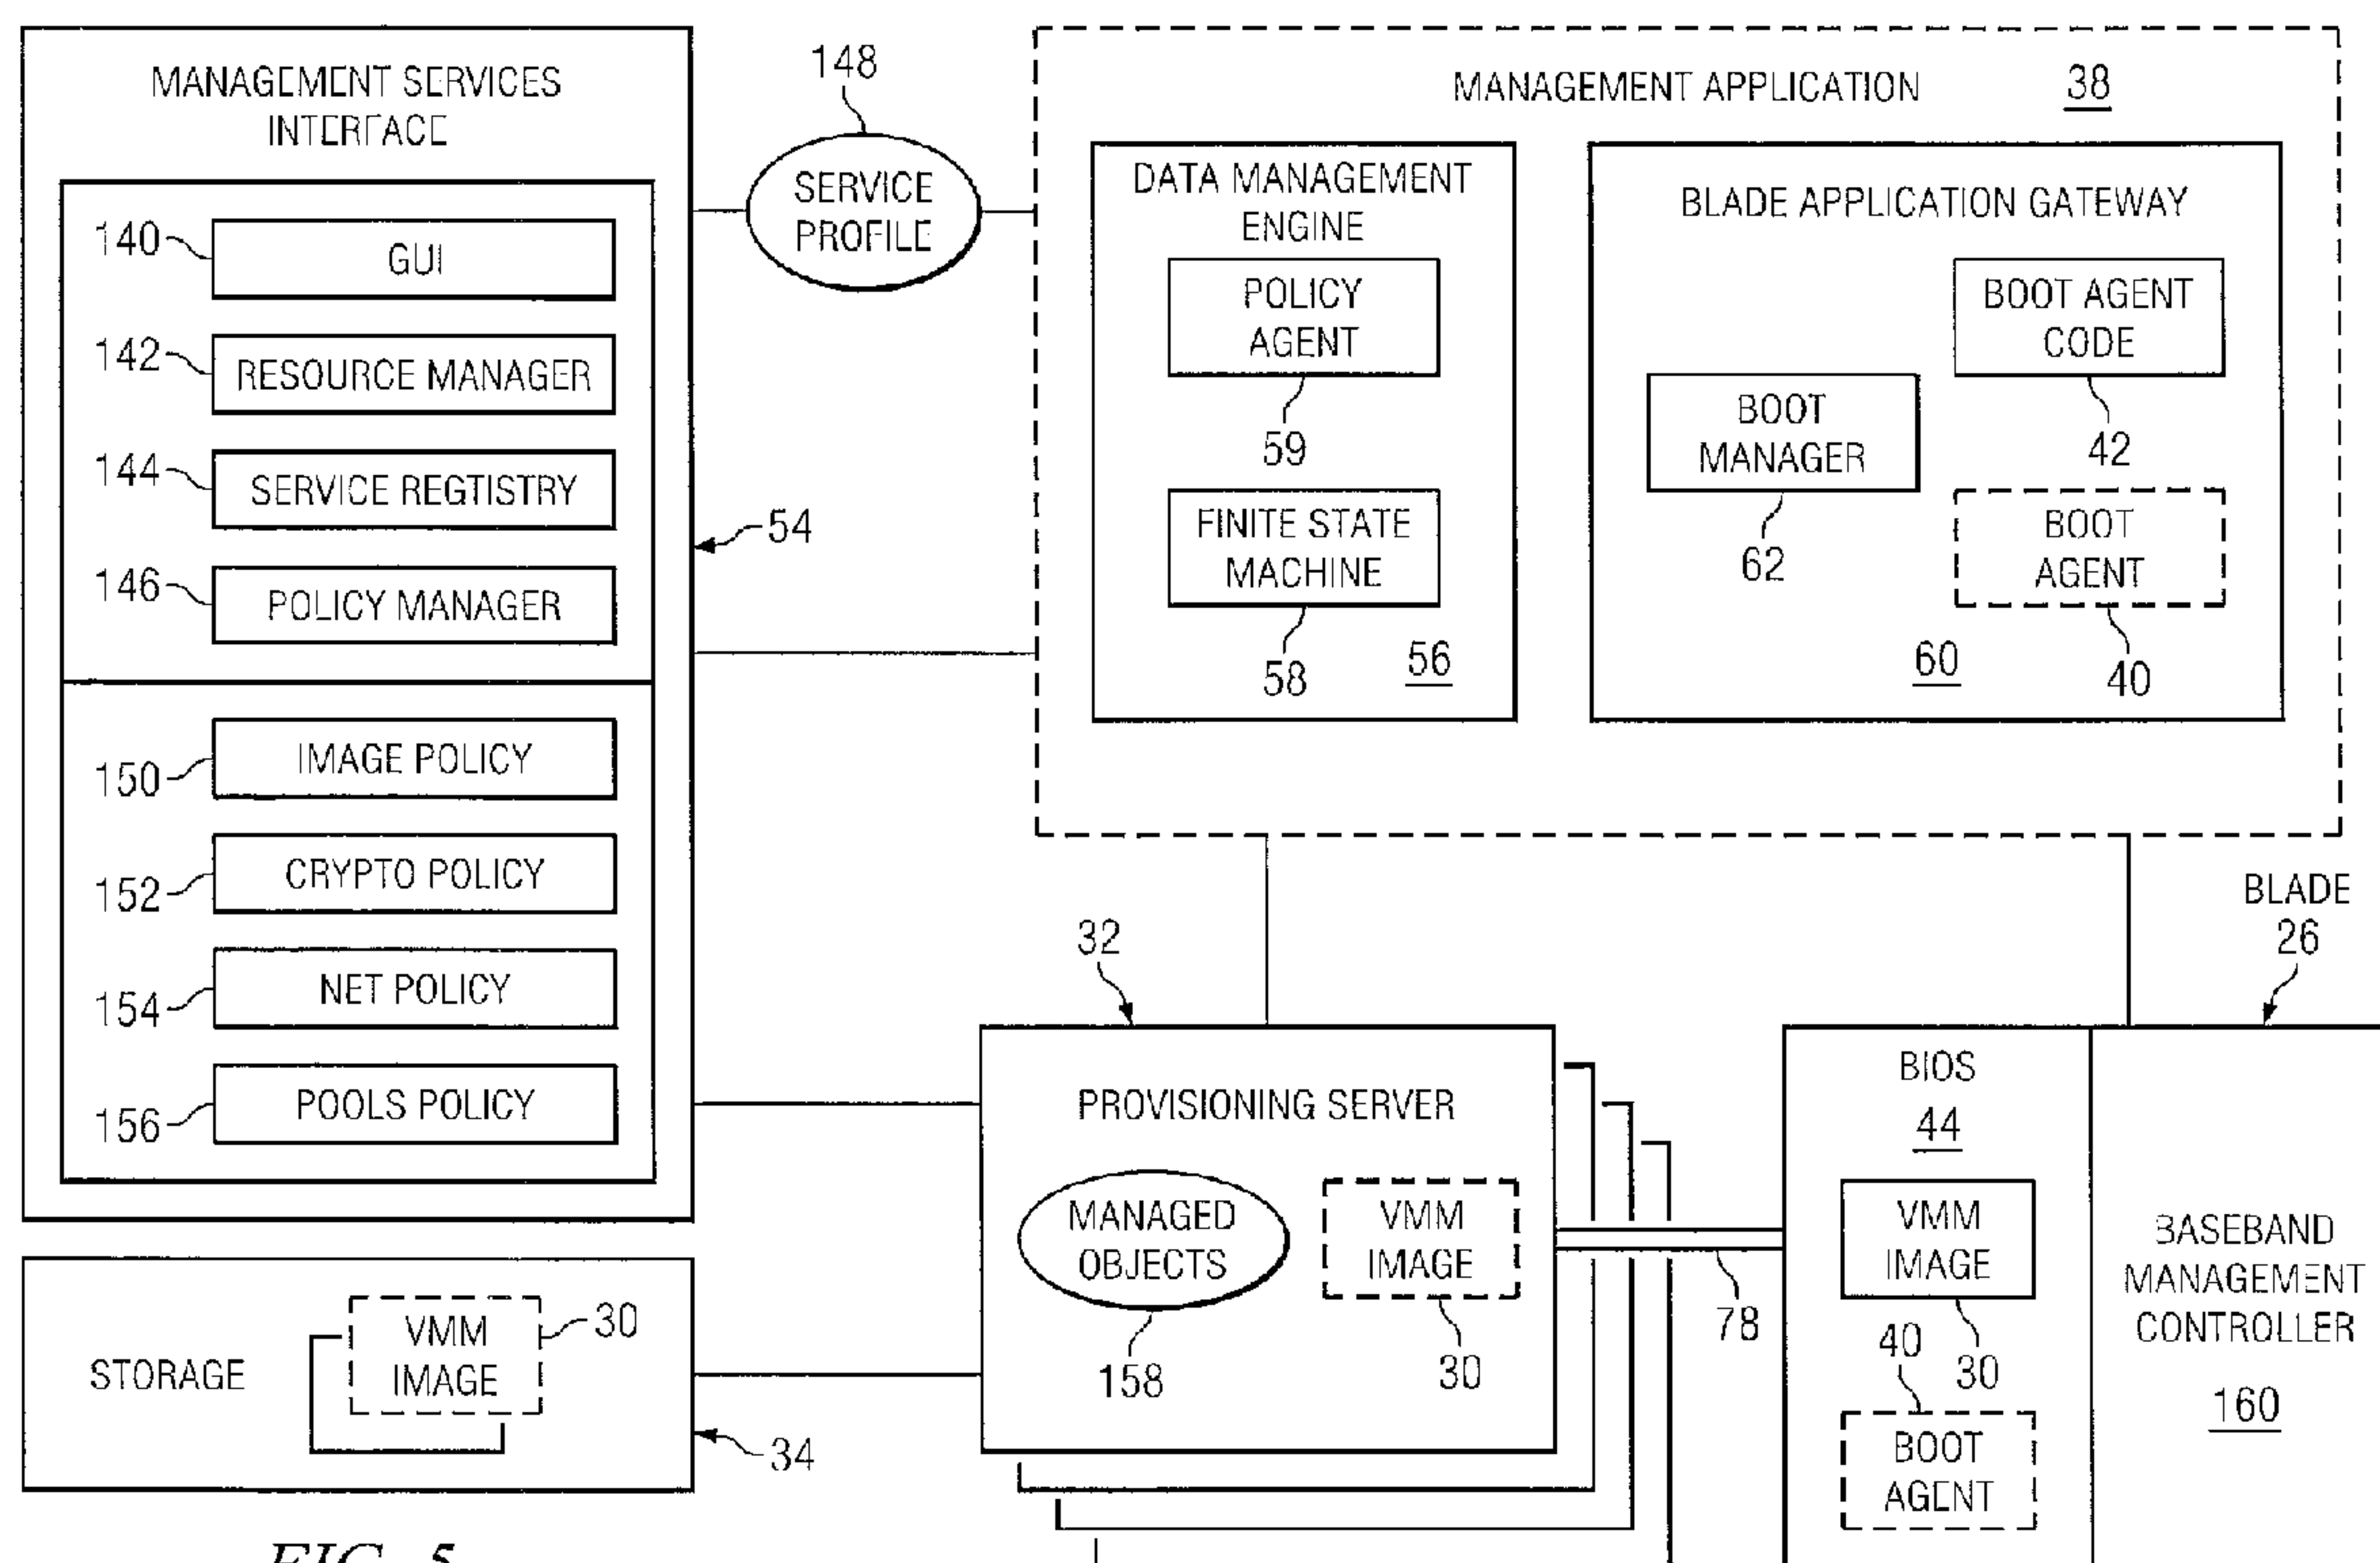 MANAGEMENT SERVICES
INTERFACE
140
GUI
142
RESOURCE MANAGER
144
SERVICE REGTISTRY
146
POLICY MANAGER
150
IMAGE POLICY
152
CRYPTO POLICY
154
NET POLICY
156
POOLS POLICY
54
148
SERVICE
PROFILE
MANAGEMENT APPLICATION 38
DATA MANAGEMENT
ENGINE
POLICY
AGENT
59
FINITE STATE
MACHINE
58
56
BLADE APPLICATION GATEWAY
BOOT AGENT
CODE
42
BOOT
MANAGER
62
BOOT
AGENT
40
60
STORAGE
VMM
IMAGE
30
34
32
PROVISIONING SERVER
MANAGED
OBJECTS
158
VMM
IMAGE
30
78
BLADE
26
BIOS
44
VMM
IMAGE
30
40
BOOT
AGENT
BASEBAND
MANAGEMENT
CONTROLLER
160
FIG. 5